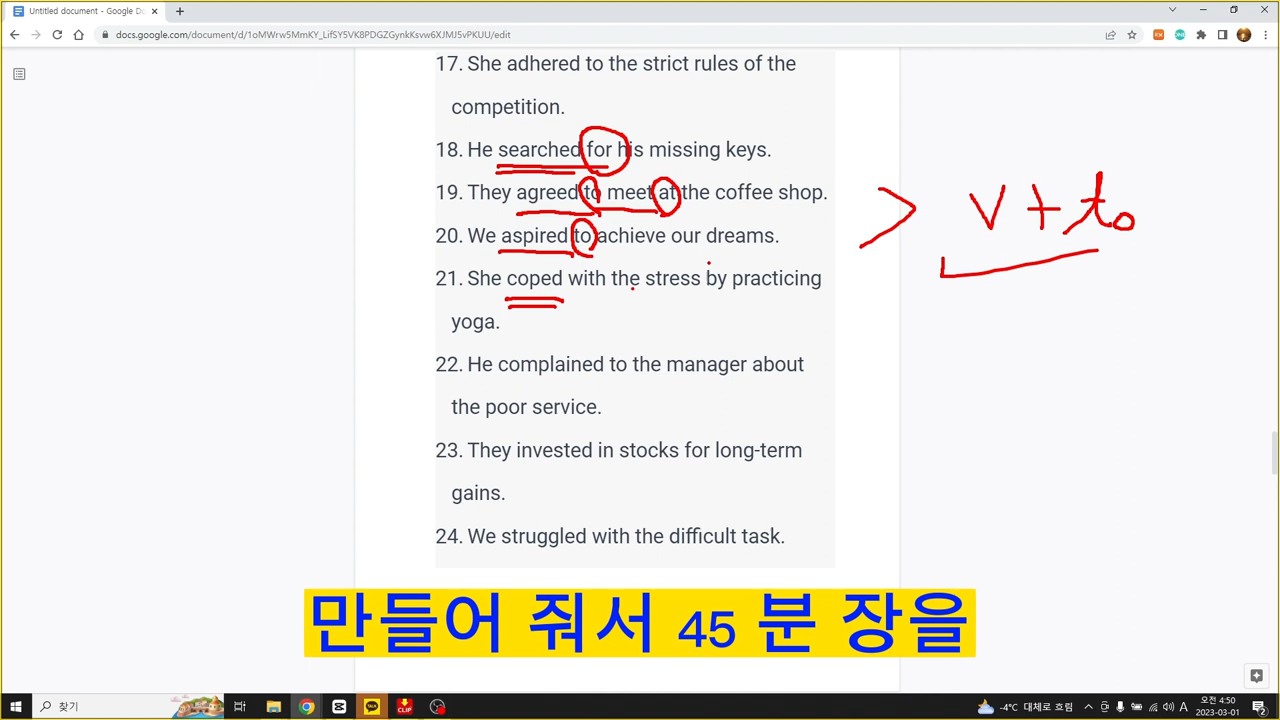 Untitled document - Google Do
docs.google.com/document/d/1oMWrw5MmKY_LifSY5VK8PDGZGynkKsvw6XJMJ5vPKUU/edit
17. She adhered to the strict rules of the
competition.
18. He searched for his missing keys.
19. They agreed to meet at the coffee shop.
20. We aspired to achieve our dreams.
> V + to
21. She coped with the stress by practicing
yoga.
22. He complained to the manager about
the poor service.
23. They invested in stocks for long-term
gains.
24. We struggled with the difficult task.
만들어 줘서 45 분 장을
찾기
CLIP
-4°C 대체로 흐림
A
오전 4:50
2023-03-01
2